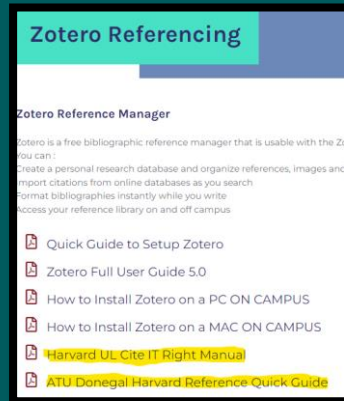 Zotero Referencing
Zotero Reference Manager
Zotero is a free bibliographic reference manager that is usable with the
You can :
Create a personal research database and organize references, images and
Import citations from online databases as you search
Format bibliographies instantly while you write
Access your reference library on and off campus
Quick Guide to Setup Zotero
Zotero Full User Guide 5.0
How to Install Zotero on a PC ON CAMPUS
How to Install Zotero on a MAC ON CAMPUS
Harvard UL Cite IT Right Manual
ATU Donegal Harvard Reference Quick Guide